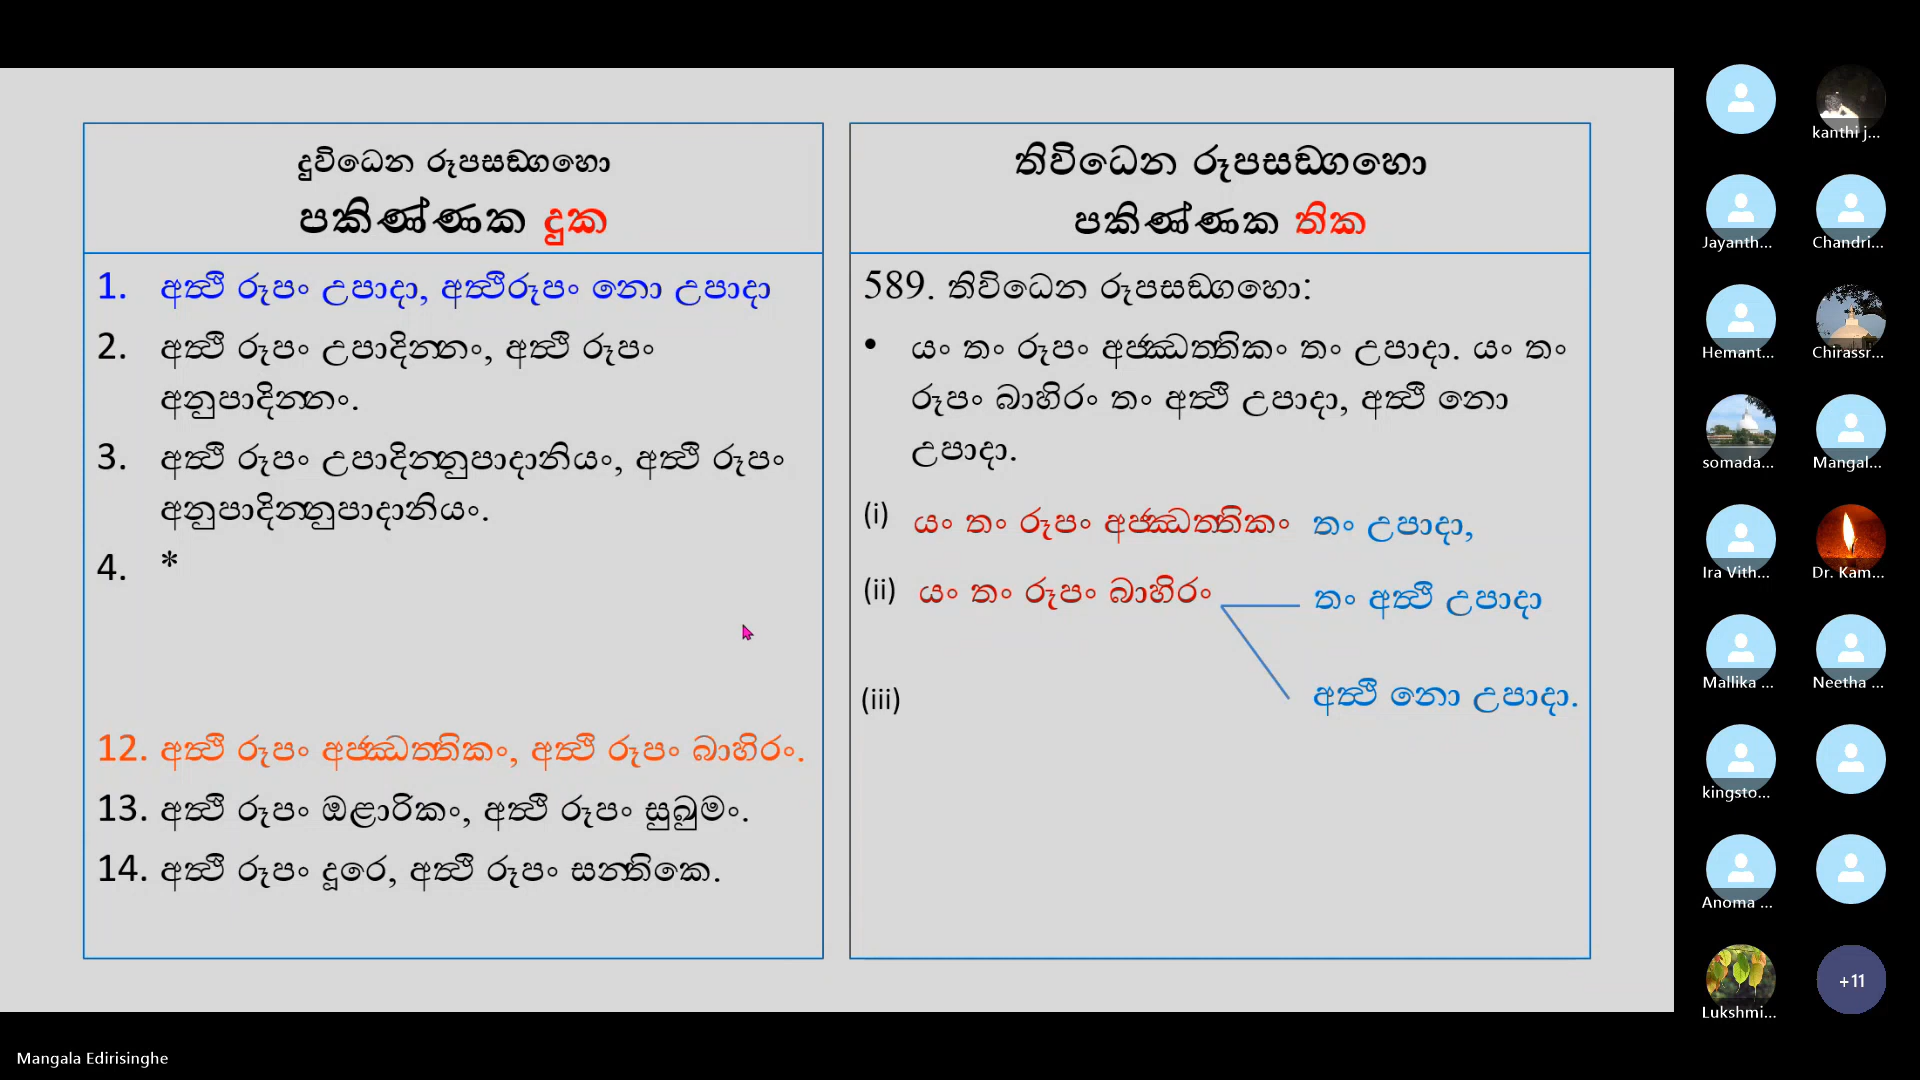 දුවිධෙන රූපසඞ්ගහො
පකිණ්ණක දුක
1. අත්ථි රූපං උපාදා, අත්ථිරූපං නො උපාදා
2. අත්ථි රූපං උපාදින්නං, අත්ථි රූපං
අනුපාදින්නං.
3. අත්ථි රූපං උපාදින්නුපාදානියං, අත්ථි රූපං
අනුපාදින්නුපාදානියං.
4. *
12. අත්ථි රූපං අජ්ඣත්තිකං, අත්ථි රූපං බාහිරං.
13. අත්ථි රූපං ඔළාරිකං, අත්ථි රූපං සුඛුමං.
14. අත්ථි රූපං දූරෙ, අත්ථි රූපං සන්තිකෙ.
තිවිධෙන රූපසඞ්ගහො
පකිණ්ණක තික
589. තිවිධෙන රූපසඞ්ගහො:
• යං තං රූපං අජ්ඣත්තිකං තං උපාදා. යං තං
රූපං බාහිරං තං අත්ථි උපාදා, අත්ථි නො
උපාදා.
(i) යං තං රූපං අජ්ඣත්තිකං තං උපාදා,
(ii) යං තං රූපං බාහිරං තං අත්ථි උපාදා
(iii) අත්ථි නො උපාදා.
kanthi j...
Jayanth... Chandri...
Hemant... Chirassr...
somada... Mangal...
Ira Vith... Dr. Kam...
Mallika ... Neetha ...
kingsto...
Anoma ...
Lukshmi... +11
Mangala Edirisinghe